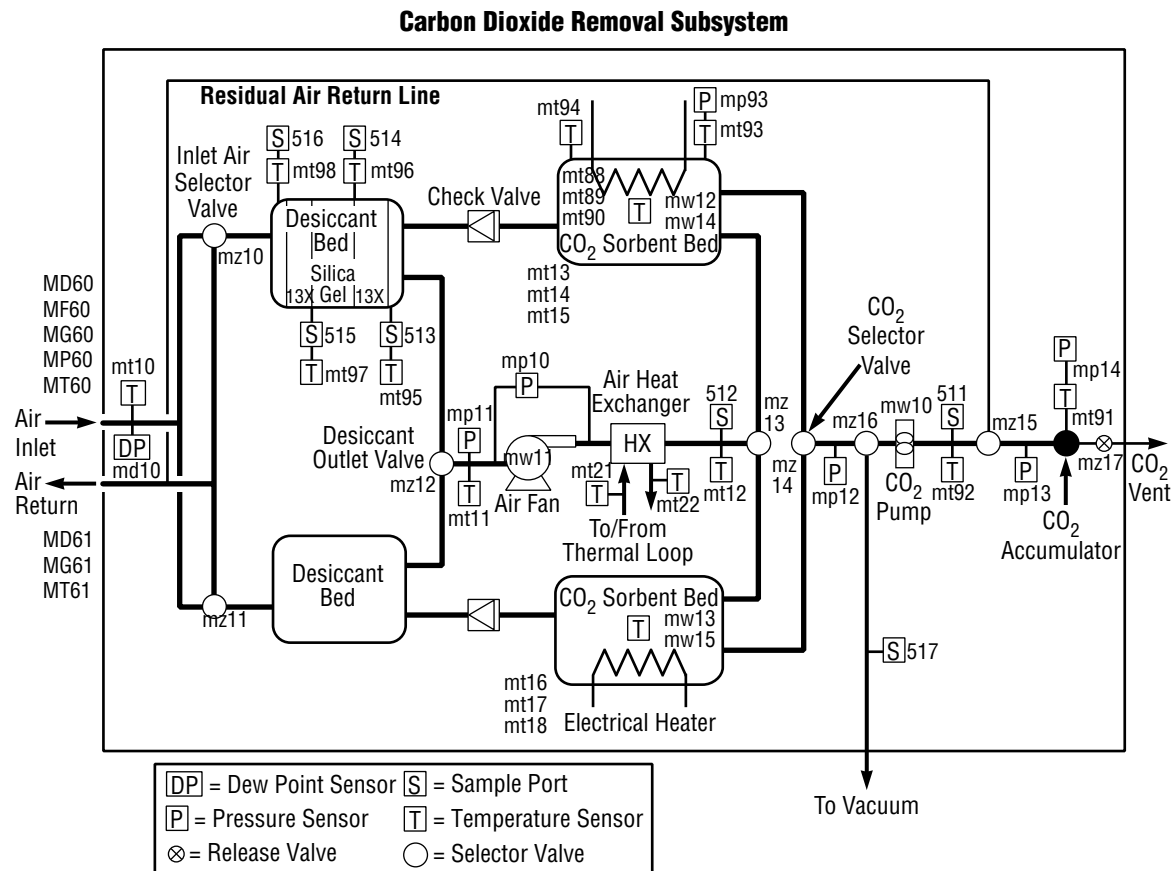 Carbon Dioxide Removal Subsystem
Residual Air Return Line
Inlet Air
Selector
Valve
mz10
S 516
T mt98
S 514
T mt96
Desiccant
Bed
Silica
Gel
13X
13X
S 515
T mt97
S 513
T mt95
Check Valve
mt94
T
P mp93
T mt93
mt88
mt89
mt90
T
mw12
mw14
CO2 Sorbent Bed
mt13
mt14
mt15
MD60
MF60
MG60
MP60
MT60
mt10
T
DP
md10
Air
Inlet
Air
Return
MD61
MG61
MT61
mz11
Desiccant
Bed
Desiccant
Outlet Valve
mz12
mp11
P
T
mt11
mp10
P
mw11
Air Fan
Air Heat
Exchanger
HX
mt21
T
T
mt22
To/From
Thermal Loop
512
S
T
mt12
mz
13
mz
14
CO2
Selector
Valve
mz16
P
mp12
mw10
CO2
Pump
511
S
T
mt92
mz15
P
mp13
P
mp14
T
mt91
mz17
CO2
Vent
CO2
Accumulator
CO2 Sorbent Bed
T
mw13
mw15
mt16
mt17
mt18
Electrical Heater
S 517
To Vacuum
DP = Dew Point Sensor S = Sample Port
P = Pressure Sensor T = Temperature Sensor
= Release Valve = Selector Valve